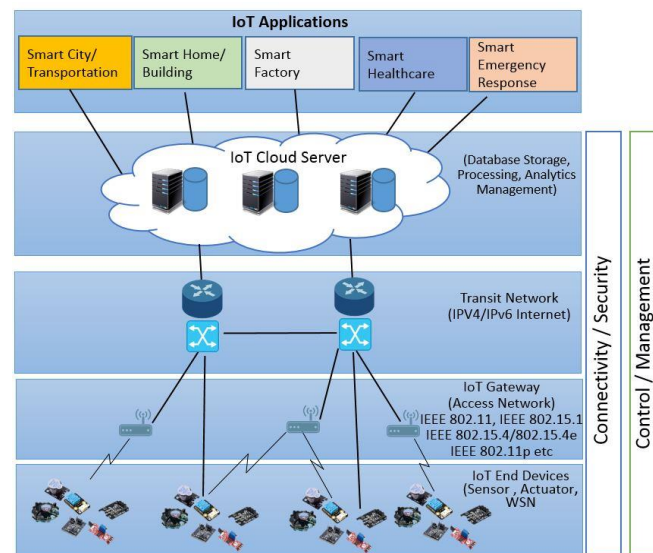 IoT Applications
Smart City/
Transportation
Smart Home/
Building
Smart
Factory
Smart
Healthcare
Smart
Emergency
Response
IoT Cloud Server
(Database Storage,
Processing, Analytics
Management)
Transit Network
(IPV4/IPv6 Internet)
IoT Gateway
(Access Network)
IEEE 802.11, IEEE 802.15.1
IEEE 802.15.4/802.15.4e
IEEE 802.11p etc
IoT End Devices
(Sensor , Actuator,
WSN
Connectivity / Security
Control / Management